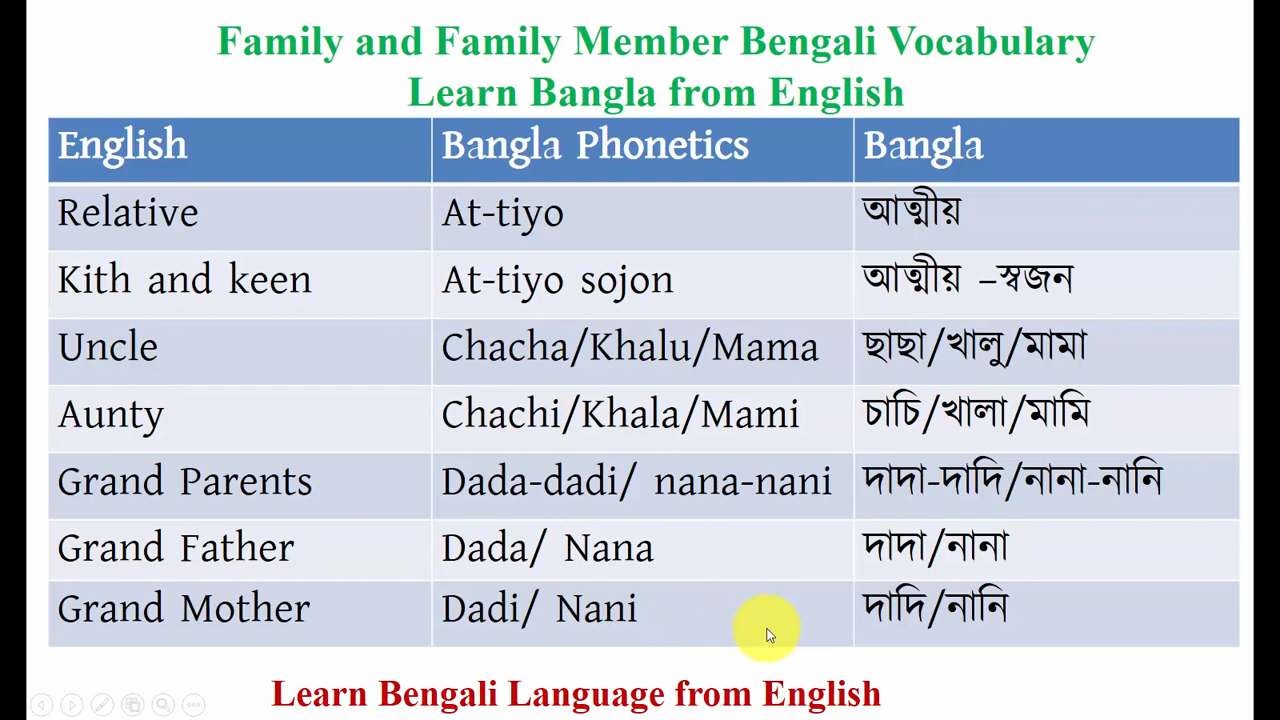 Family and Family Member Bengali Vocabulary
Learn Bangla from English
English Bangla Phonetics Bangla
Relative At-tiyo আত্মীয়
Kith and keen At-tiyo sojon আত্মীয় –স্বজন
Uncle Chacha/Khalu/Mama ছাছা/খালু/মামা
Aunty Chachi/Khala/Mami চাচি/খালা/মামি
Grand Parents Dada-dadi/ nana-nani দাদা-দাদি/নানা-নানি
Grand Father Dada/ Nana দাদা/নানা
Grand Mother Dadi/ Nani দাদি/নানি
Learn Bengali Language from English